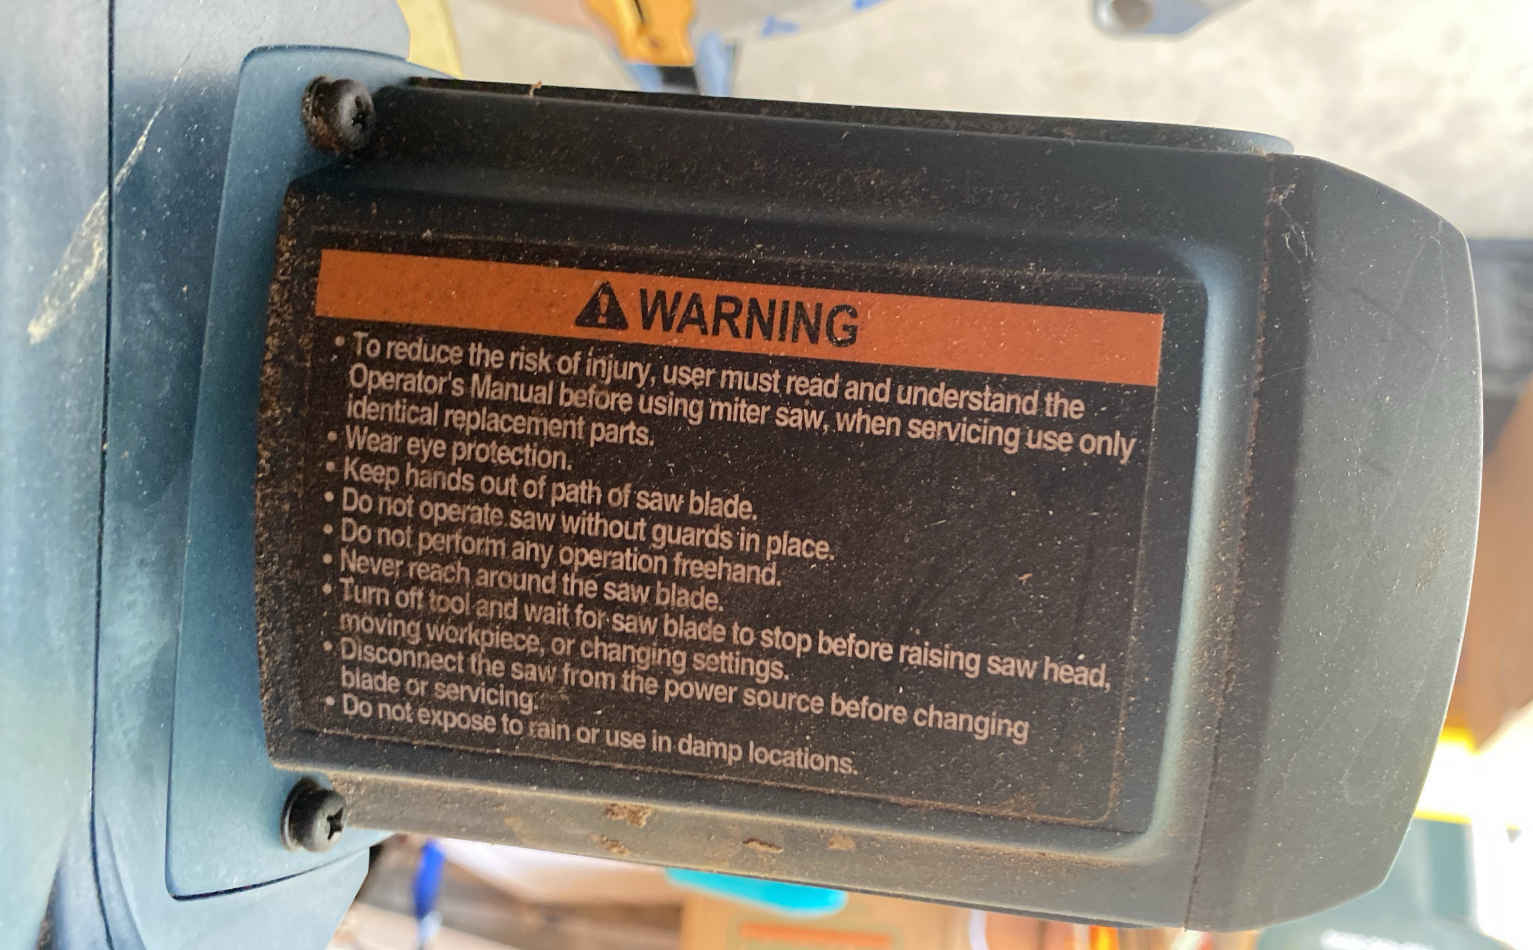 WARNING
• To reduce the risk of injury, user must read and understand the
Operator's Manual before using miter saw, when servicing use only
identical replacement parts.
• Wear eye protection.
• Keep hands out of path of saw blade.
• Do not operate saw without guards in place.
• Do not perform any operation freehand.
• Never reach around the saw blade.
• Turn off tool and wait for saw blade to stop before raising saw head,
moving workpiece, or changing settings.
• Disconnect the saw from the power source before changing
blade or servicing.
• Do not expose to rain or use in damp locations.